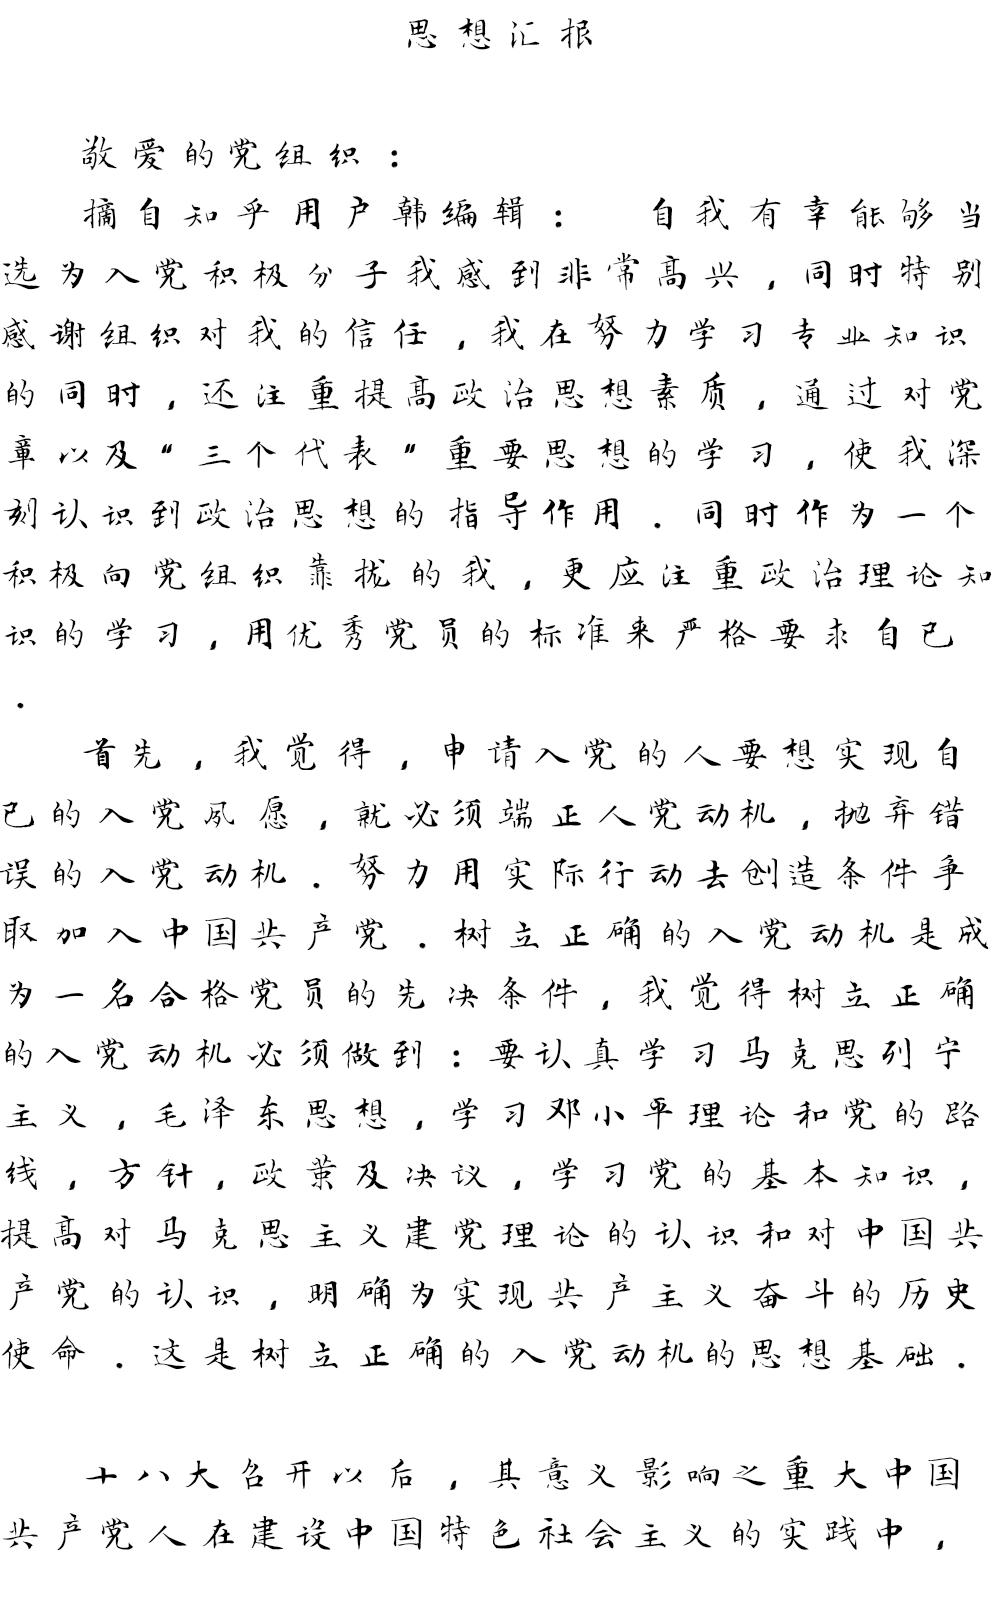 思想汇报
敬爱的党组织：
摘自知乎用户韩编辑： 自我有幸能够当
选为入党积极分子我感到非常高兴，同时特别
感谢组织对我的信任，我在努力学习专业知识
的同时，还注重提高政治思想素质，通过对党
章以及“三个代表”重要思想的学习，使我深
刻认识到政治思想的指导作用．同时作为一个
积极向党组织靠拢的我，更应注重政治理论知
识的学习，用优秀党员的标准来严格要求自己
．
首先，我觉得，申请入党的人要想实现自
己的入党夙愿，就必须端正人党动机，抛弃错
误的入党动机．努力用实际行动去创造条件争
取加入中国共产党．树立正确的入党动机是成
为一名合格党员的先决条件，我觉得树立正确
的入党动机必须做到：要认真学习马克思列宁
主义，毛泽东思想，学习邓小平理论和党的路
线，方针，政策及决议，学习党的基本知识，
提高对马克思主义建党理论的认识和对中国共
产党的认识，明确为实现共产主义奋斗的历史
使命．这是树立正确的入党动机的思想基础．
十八大召开以后，其意义影响之重大中国
共产党人在建设中国特色社会主义的实践中，